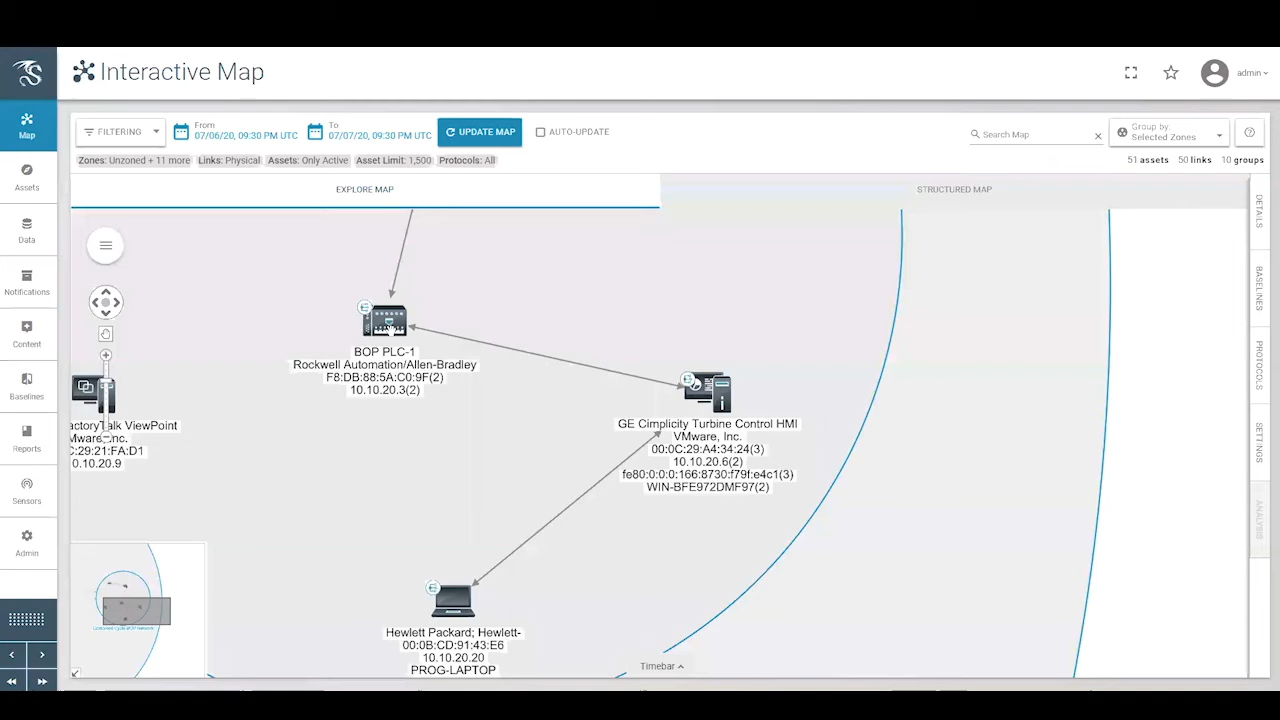 Interactive Map
admin
Map
Assets
Data
Notifications
Content
Baselines
Reports
Sensors
Admin
FILTERING
From
07/06/20, 09:30 PM UTC
To
07/07/20, 09:30 PM UTC
UPDATE MAP
AUTO-UPDATE
Search Map
Group by..
Selected Zones
Zones: Unzoned + 11 more
Links: Physical
Assets: Only Active
Asset Limit: 1,500
Protocols: All
51 assets
50 links
10 groups
EXPLORE MAP
STRUCTURED MAP
DETAILS
BASELINES
PROTOCOLS
SETTINGS
ANALYSIS
BOP PLC-1
Rockwell Automation/Allen-Bradley
F8:DB:88:5A:C0:9F(2)
10.10.20.3(2)
actoryTalk ViewPoint
Mware, Inc.
C:29:21:FA:D1
0.10.20.9
GE Cimplicity Turbine Control HMI
VMware, Inc.
00:0C:29:A4:34:24(3)
10.10.20.6(2)
fe80:0:0:0:166:8730:f79f:e4c1(3)
WIN-BFE972DMF97(2)
Hewlett Packard; Hewlett-
00:0B:CD:91:43:E6
10.10.20.20
PROG-LAPTOP
Timebar